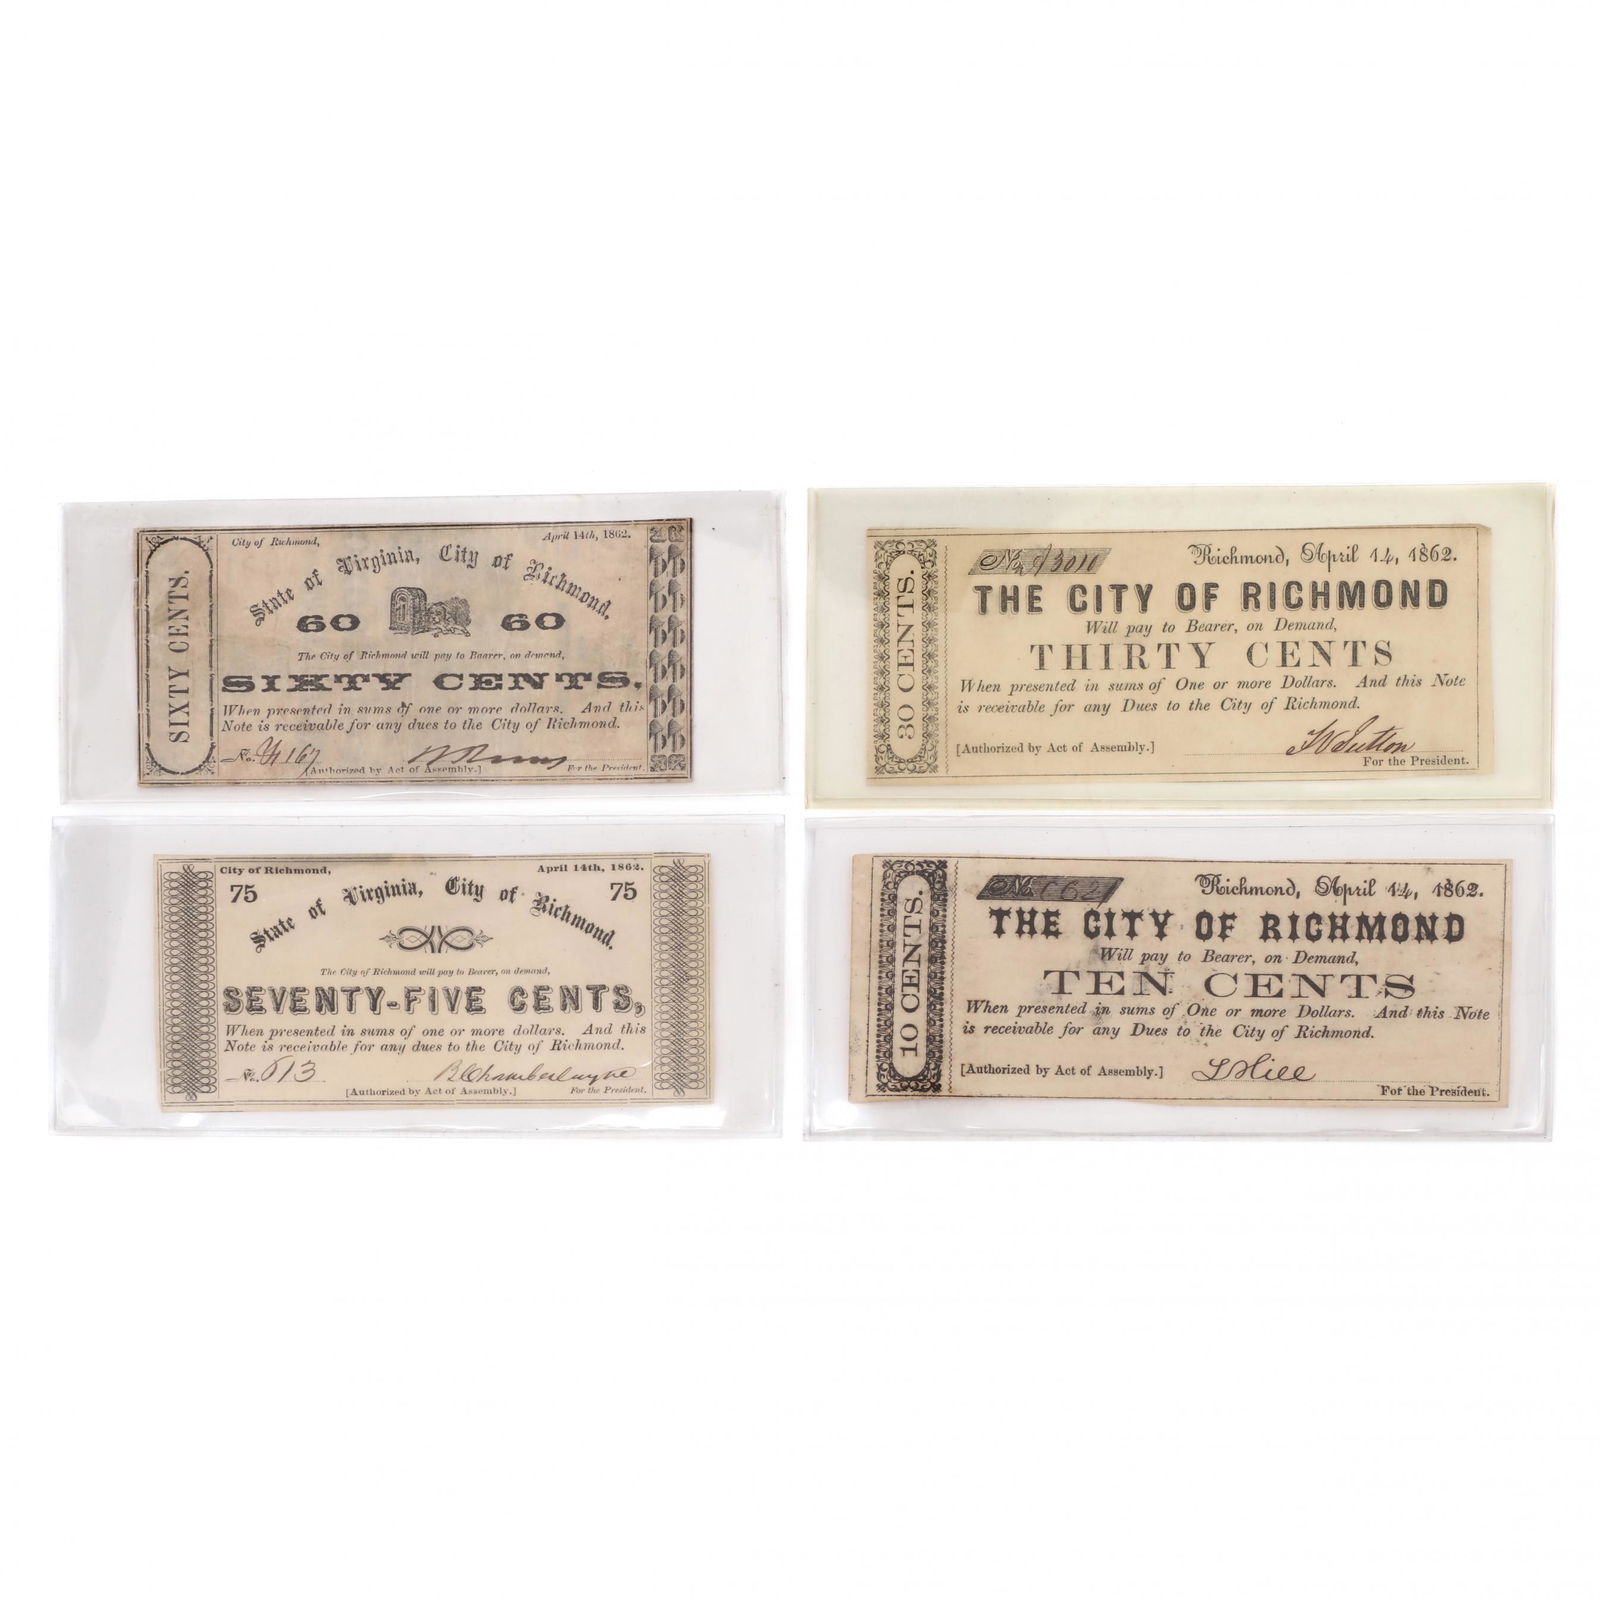 SIXTY CENTS.
City of Richmond, April 14th, 1862.
State of Virginia, City of Richmond,
60 60
The City of Richmond will pay to Bearer, on demand,
SIXTY CENTS.
When presented in sums of one or more dollars. And this
Note is receivable for any dues to the City of Richmond.
No. 167
[Authorized by Act of Assembly.] For the President.
30 CENTS.
No. 3010 Richmond, April 14, 1862.
THE CITY OF RICHMOND
Will pay to Bearer, on Demand,
THIRTY CENTS
When presented in sums of One or more Dollars. And this Note
is receivable for any Dues to the City of Richmond.
[Authorized by Act of Assembly.] Sutton
For the President.
City of Richmond, April 14th, 1862.
75 75
State of Virginia, City of Richmond,
The City of Richmond will pay to Bearer, on demand,
SEVENTY-FIVE CENTS,
When presented in sums of one or more dollars. And this
Note is receivable for any dues to the City of Richmond.
No. 613 B Chamberlayne
[Authorized by Act of Assembly.] For the President.
10 CENTS.
No. Richmond, April 14, 1862.
THE CITY OF RICHMOND
Will pay to Bearer, on Demand,
TEN CENTS
When presented in sums of One or more Dollars. And this Note
is receivable for any Dues to the City of Richmond.
[Authorized by Act of Assembly.] L Hill
For the President.